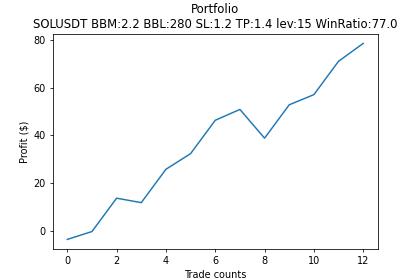 Portfolio
SOLUSDT BBM:2.2 BBL:280 SL:1.2 TP:1.4 lev:15 WinRatio:77.0
80
60
40
20
0
Profit ($)
0 2 4 6 8 10 12
Trade counts